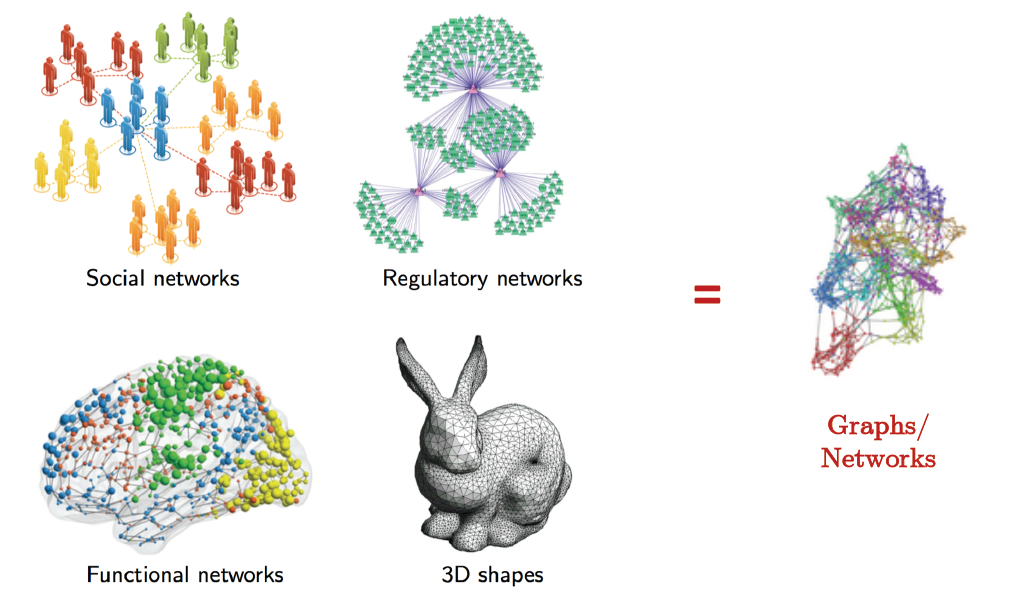 Social networks
Regulatory networks
=
Functional networks
3D shapes
Graphs/
Networks